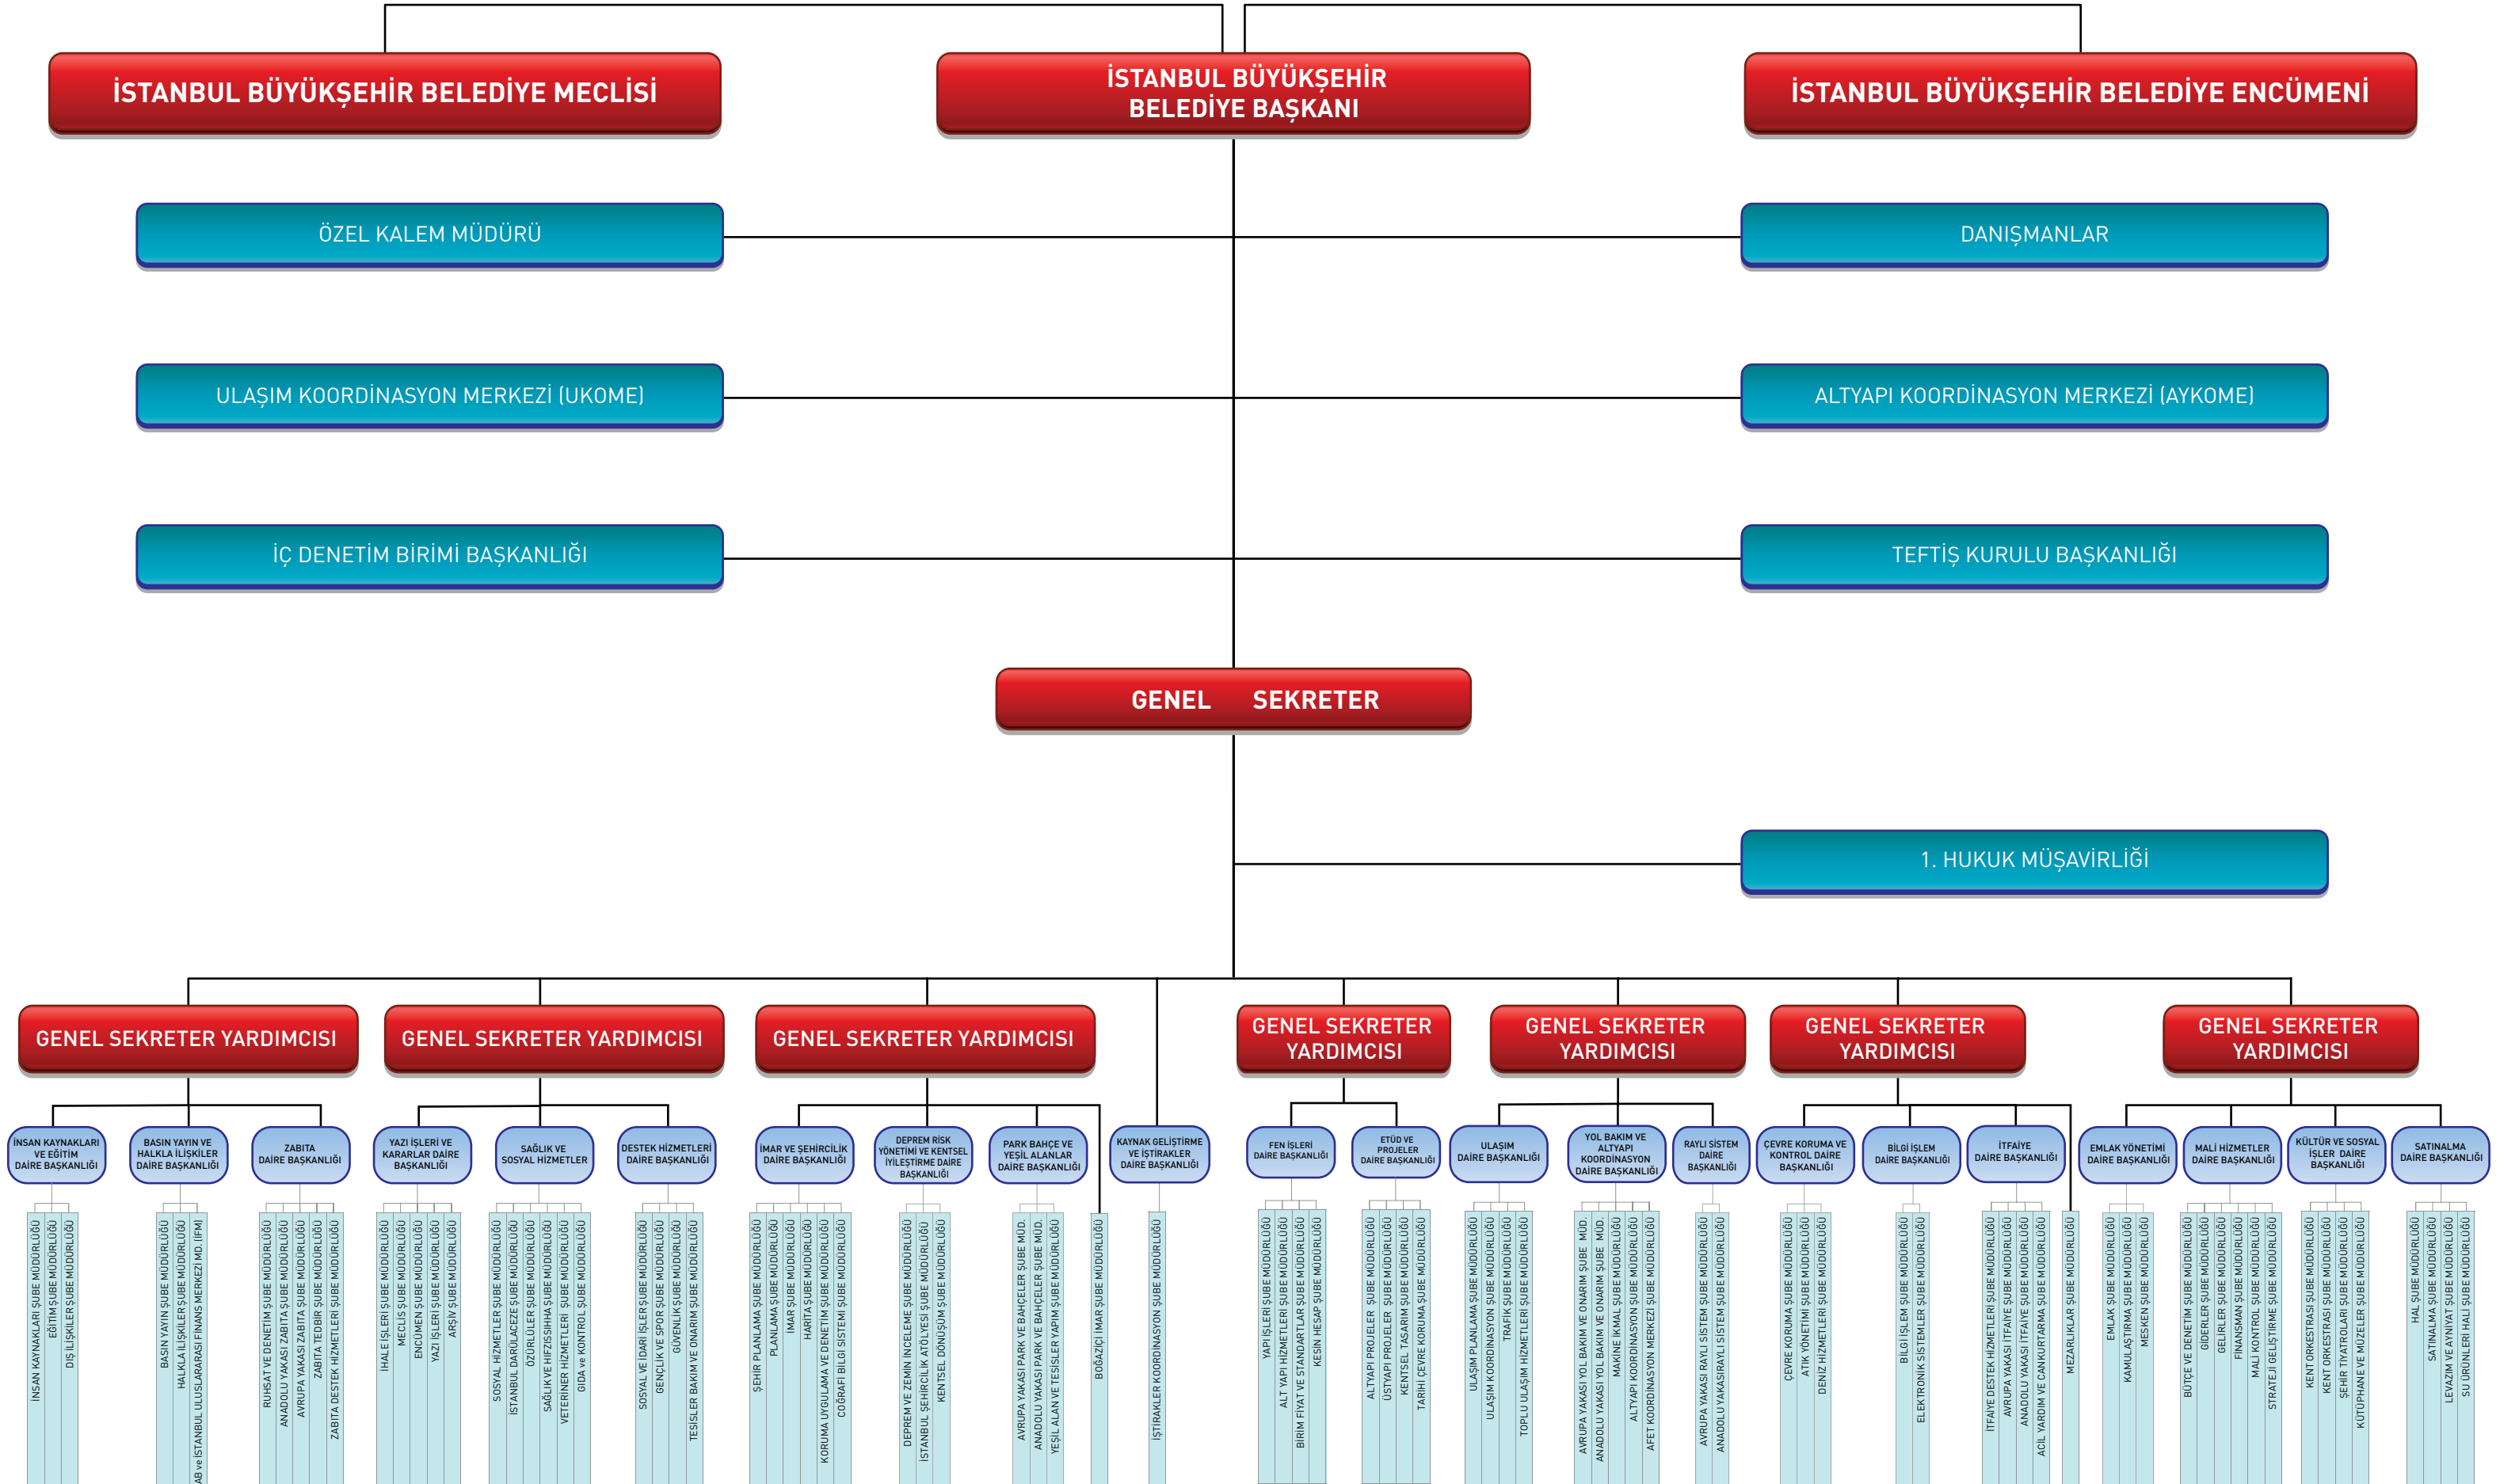 İSTANBUL BÜYÜKŞEHİR BELEDİYE MECLİSİ
İSTANBUL BÜYÜKŞEHİR
BELEDİYE BAŞKANI
İSTANBUL BÜYÜKŞEHİR BELEDİYE ENCÜMENİ
ÖZEL KALEM MÜDÜRÜ
DANIŞMANLAR
ULAŞIM KOORDİNASYON MERKEZİ (UKOME)
ALTYAPI KOORDİNASYON MERKEZİ (AYKOME)
İÇ DENETİM BİRİMİ BAŞKANLIĞI
TEFTİŞ KURULU BAŞKANLIĞI
GENEL SEKRETER
1. HUKUK MÜŞAVİRLİĞİ
GENEL SEKRETER YARDIMCISI
GENEL SEKRETER YARDIMCISI
GENEL SEKRETER YARDIMCISI
GENEL SEKRETER
YARDIMCISI
GENEL SEKRETER
YARDIMCISI
GENEL SEKRETER
YARDIMCISI
GENEL SEKRETER
YARDIMCISI
İNSAN KAYNAKLARI
VE EĞİTİM
DAİRE BAŞKANLIĞI
BASIN YAYIN VE
HALKLA İLİŞKİLER
DAİRE BAŞKANLIĞI
ZABITA
DAİRE BAŞKANLIĞI
YAZI İŞLERİ VE
KARARLAR DAİRE
BAŞKANLIĞI
SAĞLIK VE
SOSYAL HİZMETLER
DESTEK HİZMETLERİ
DAİRE BAŞKANLIĞI
İMAR VE ŞEHİRCİLİK
DAİRE BAŞKANLIĞI
DEPREM RİSK
YÖNETİMİ VE KENTSEL
İYİLEŞTİRME DAİRE
BAŞKANLIĞI
PARK BAHÇE VE
YEŞİL ALANLAR
DAİRE BAŞKANLIĞI
KAYNAK GELİŞTİRME
VE İŞTİRAKLER
DAİRE BAŞKANLIĞI
FEN İŞLERİ
DAİRE BAŞKANLIĞI
ETÜD VE
PROJELER
DAİRE BAŞKANLIĞI
ULAŞIM
DAİRE BAŞKANLIĞI
YOL BAKIM VE
ALTYAPI
KOORDİNASYON
DAİRE BAŞKANLIĞI
RAYLI SİSTEM
DAİRE
BAŞKANLIĞI
ÇEVRE KORUMA VE
KONTROL DAİRE
BAŞKANLIĞI
BİLGİ İŞLEM
DAİRE BAŞKANLIĞI
İTFAİYE
DAİRE BAŞKANLIĞI
EMLAK YÖNETİMİ
DAİRE BAŞKANLIĞI
MALİ HİZMETLER
DAİRE BAŞKANLIĞI
KÜLTÜR VE SOSYAL
İŞLER DAİRE
BAŞKANLIĞI
SATINALMA
DAİRE BAŞKANLIĞI
İNSAN KAYNAKLARI ŞUBE MÜDÜRLÜĞÜ
EĞİTİM ŞUBE MÜDÜRLÜĞÜ
DIŞ İLİŞKİLER ŞUBE MÜDÜRLÜĞÜ
BASIN YAYIN ŞUBE MÜDÜRLÜĞÜ
HALKLA İLİŞKİLER ŞUBE MÜDÜRLÜĞÜ
AB ve İSTANBUL ULUSLARARASI FİNANS MERKEZİ MD. (İFM)
RUHSAT VE DENETİM ŞUBE MÜDÜRLÜĞÜ
ANADOLU YAKASI ZABITA ŞUBE MÜDÜRLÜĞÜ
AVRUPA YAKASI ZABITA ŞUBE MÜDÜRLÜĞÜ
ZABITA TEDBİR ŞUBE MÜDÜRLÜĞÜ
ZABITA DESTEK HİZMETLERİ ŞUBE MÜDÜRLÜĞÜ
İHALE İŞLERİ ŞUBE MÜDÜRLÜĞÜ
MECLİS ŞUBE MÜDÜRLÜĞÜ
ENCÜMEN ŞUBE MÜDÜRLÜĞÜ
YAZI İŞLERİ ŞUBE MÜDÜRLÜĞÜ
ARŞİV ŞUBE MÜDÜRLÜĞÜ
SOSYAL HİZMETLER ŞUBE MÜDÜRLÜĞÜ
İSTANBUL DARÜLACEZE ŞUBE MÜDÜRLÜĞÜ
ÖZÜRLÜLER ŞUBE MÜDÜRLÜĞÜ
SAĞLIK VE HIFZISSIHHA ŞUBE MÜDÜRLÜĞÜ
VETERİNER HİZMETLERİ ŞUBE MÜDÜRLÜĞÜ
GIDA ve KONTROL ŞUBE MÜDÜRLÜĞÜ
SOSYAL VE İDARİ İŞLER ŞUBE MÜDÜRLÜĞÜ
GENÇLİK VE SPOR ŞUBE MÜDÜRLÜĞÜ
GÜVENLİK ŞUBE MÜDÜRLÜĞÜ
TESİSLER BAKIM VE ONARIM ŞUBE MÜDÜRLÜĞÜ
ŞEHİR PLANLAMA ŞUBE MÜDÜRLÜĞÜ
PLANLAMA ŞUBE MÜDÜRLÜĞÜ
İMAR ŞUBE MÜDÜRLÜĞÜ
HARİTA ŞUBE MÜDÜRLÜĞÜ
KORUMA UYGULAMA VE DENETİM ŞUBE MÜDÜRLÜĞÜ
COĞRAFİ BİLGİ SİSTEMİ ŞUBE MÜDÜRLÜĞÜ
DEPREM VE ZEMİN İNCELEME ŞUBE MÜDÜRLÜĞÜ
İSTANBUL ŞEHİRCİLİK ATÖLYESİ ŞUBE MÜDÜRLÜĞÜ
KENTSEL DÖNÜŞÜM ŞUBE MÜDÜRLÜĞÜ
AVRUPA YAKASI PARK VE BAHÇELER ŞUBE MÜD.
ANADOLU YAKASI PARK VE BAHÇELER ŞUBE MÜD.
YEŞİL ALAN VE TESİSLER YAPIM ŞUBE MÜDÜRLÜĞÜ
BOĞAZİÇİ İMAR ŞUBE MÜDÜRLÜĞÜ
İŞTİRAKLER KOORDİNASYON ŞUBE MÜDÜRLÜĞÜ
YAPI İŞLERİ ŞUBE MÜDÜRLÜĞÜ
ALT YAPI HİZMETLERİ ŞUBE MÜDÜRLÜĞÜ
BİRİM FİYAT VE STANDARTLAR ŞUBE MÜDÜRLÜĞÜ
KESİN HESAP ŞUBE MÜDÜRLÜĞÜ
ALTYAPI PROJELER ŞUBE MÜDÜRLÜĞÜ
ÜSTYAPI PROJELER ŞUBE MÜDÜRLÜĞÜ
KENTSEL TASARIM ŞUBE MÜDÜRLÜĞÜ
TARİHİ ÇEVRE KORUMA ŞUBE MÜDÜRLÜĞÜ
ULAŞIM PLANLAMA ŞUBE MÜDÜRLÜĞÜ
ULAŞIM KOORDİNASYON ŞUBE MÜDÜRLÜĞÜ
TRAFİK ŞUBE MÜDÜRLÜĞÜ
TOPLU ULAŞIM HİZMETLERİ ŞUBE MÜDÜRLÜĞÜ
AVRUPA YAKASI YOL BAKIM VE ONARIM ŞUBE MÜD.
ANADOLU YAKASI YOL BAKIM VE ONARIM ŞUBE MÜD.
MAKİNE İKMAL ŞUBE MÜDÜRLÜĞÜ
ALTYAPI KOORDİNASYON ŞUBE MÜDÜRLÜĞÜ
AFET KOORDİNASYON MERKEZİ ŞUBE MÜDÜRLÜĞÜ
AVRUPA YAKASI RAYLI SİSTEM ŞUBE MÜDÜRLÜĞÜ
ANADOLU YAKASI RAYLI SİSTEM ŞUBE MÜDÜRLÜĞÜ
ÇEVRE KORUMA ŞUBE MÜDÜRLÜĞÜ
ATIK YÖNETİMİ ŞUBE MÜDÜRLÜĞÜ
DENİZ HİZMETLERİ ŞUBE MÜDÜRLÜĞÜ
BİLGİ İŞLEM ŞUBE MÜDÜRLÜĞÜ
ELEKTRONİK SİSTEMLER ŞUBE MÜDÜRLÜĞÜ
İTFAİYE DESTEK HİZMETLERİ ŞUBE MÜDÜRLÜĞÜ
AVRUPA YAKASI İTFAİYE ŞUBE MÜDÜRLÜĞÜ
ANADOLU YAKASI İTFAİYE ŞUBE MÜDÜRLÜĞÜ
ACİL YARDIM VE CANKURTARMA ŞUBE MÜDÜRLÜĞÜ
MEZARLIKLAR ŞUBE MÜDÜRLÜĞÜ
EMLAK ŞUBE MÜDÜRLÜĞÜ
KAMULAŞTIRMA ŞUBE MÜDÜRLÜĞÜ
MESKEN ŞUBE MÜDÜRLÜĞÜ
BÜTÇE VE DENETİM ŞUBE MÜDÜRLÜĞÜ
GİDERLER ŞUBE MÜDÜRLÜĞÜ
GELİRLER ŞUBE MÜDÜRLÜĞÜ
FİNANSMAN ŞUBE MÜDÜRLÜĞÜ
MALİ KONTROL ŞUBE MÜDÜRLÜĞÜ
STRATEJİ GELİŞTİRME ŞUBE MÜDÜRLÜĞÜ
KENT ORKESTRASI ŞUBE MÜDÜRLÜĞÜ
KENT ORKESTRASI ŞUBE MÜDÜRLÜĞÜ
ŞEHİR TİYATROLARI ŞUBE MÜDÜRLÜĞÜ
KÜTÜPHANE VE MÜZELER ŞUBE MÜDÜRLÜĞÜ
HAL ŞUBE MÜDÜRLÜĞÜ
SATINALMA ŞUBE MÜDÜRLÜĞÜ
LEVAZIM VE AYNİYAT ŞUBE MÜDÜRLÜĞÜ
SU ÜRÜNLERİ HALİ ŞUBE MÜDÜRLÜĞÜ